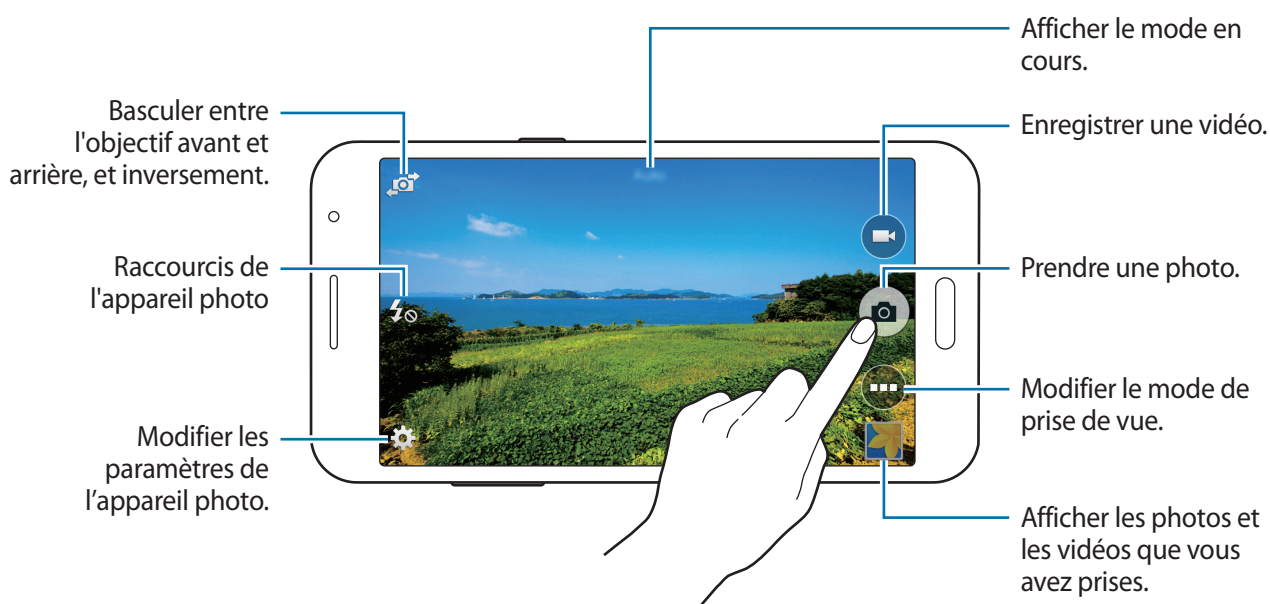 Afficher le mode en
cours.
Basculer entre
l'objectif avant et
arrière, et inversement.
Enregistrer une vidéo.
Raccourcis de
l'appareil photo
Prendre une photo.
Modifier les
paramètres de
l’appareil photo.
Modifier le mode de
prise de vue.
Afficher les photos et
les vidéos que vous
avez prises.